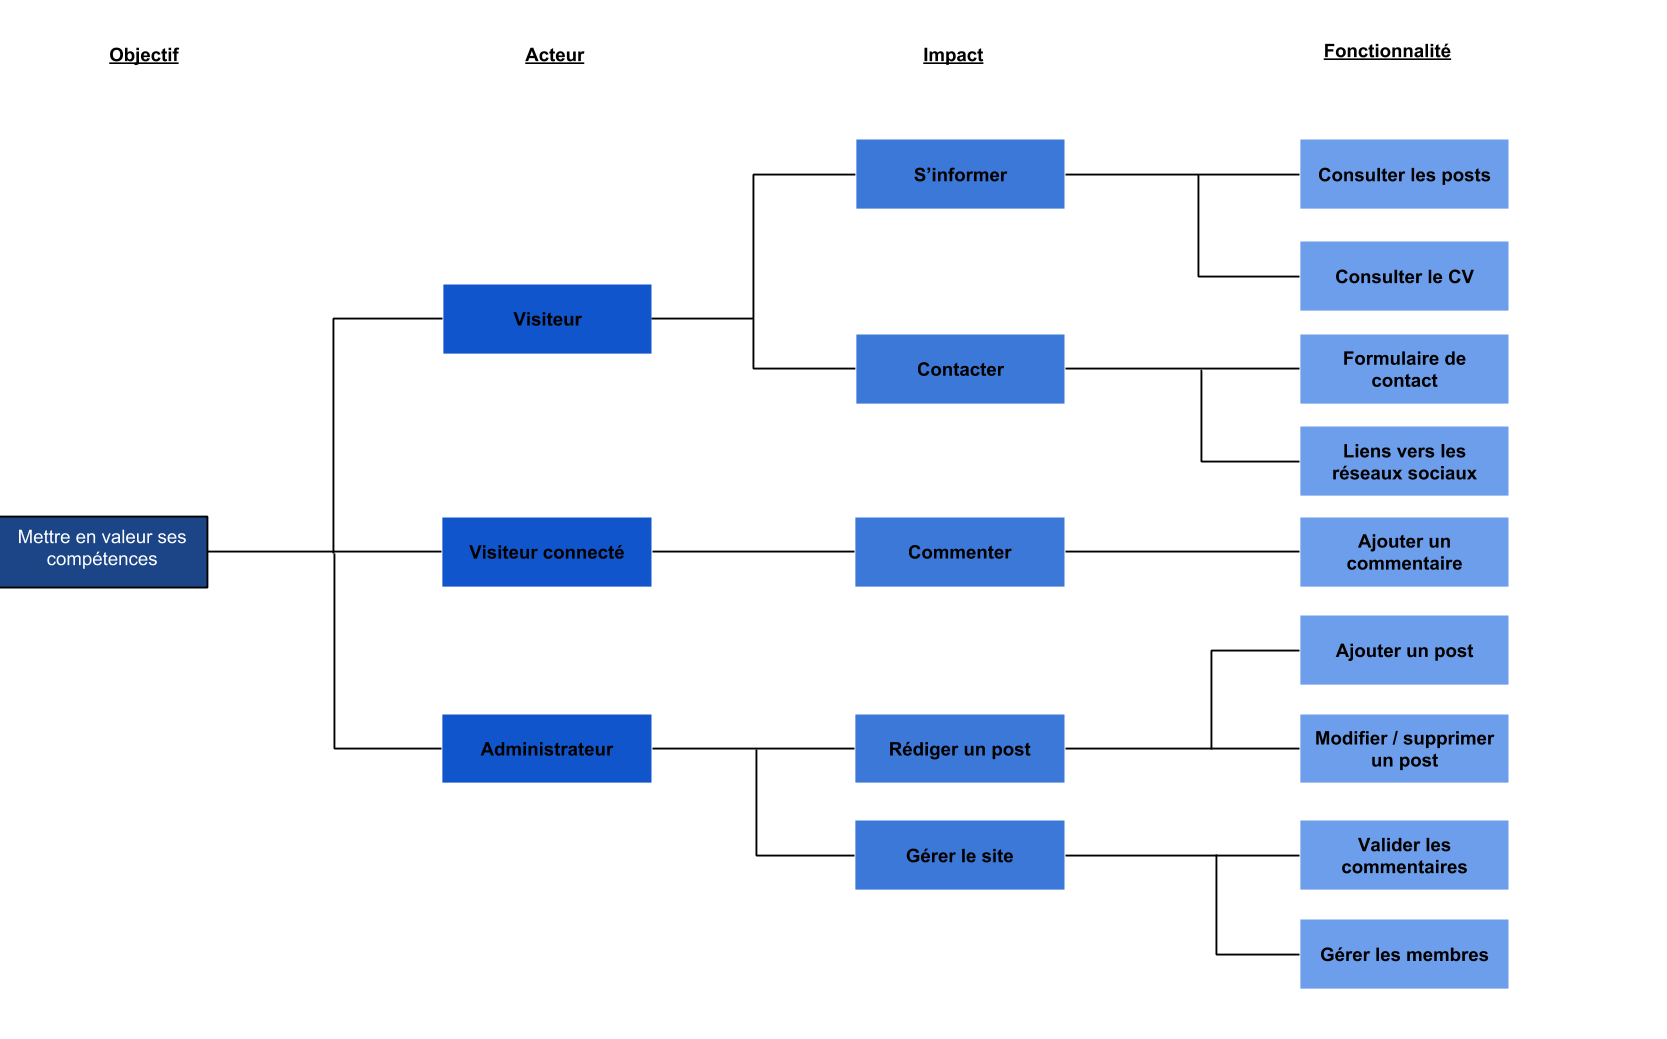 Objectif
Acteur
Impact
Fonctionnalité
S’informer
Consulter les posts
Consulter le CV
Visiteur
Contacter
Formulaire de
contact
Liens vers les
réseaux sociaux
Mettre en valeur ses
compétences
Visiteur connecté
Commenter
Ajouter un
commentaire
Ajouter un post
Administrateur
Rédiger un post
Modifier / supprimer
un post
Gérer le site
Valider les
commentaires
Gérer les membres